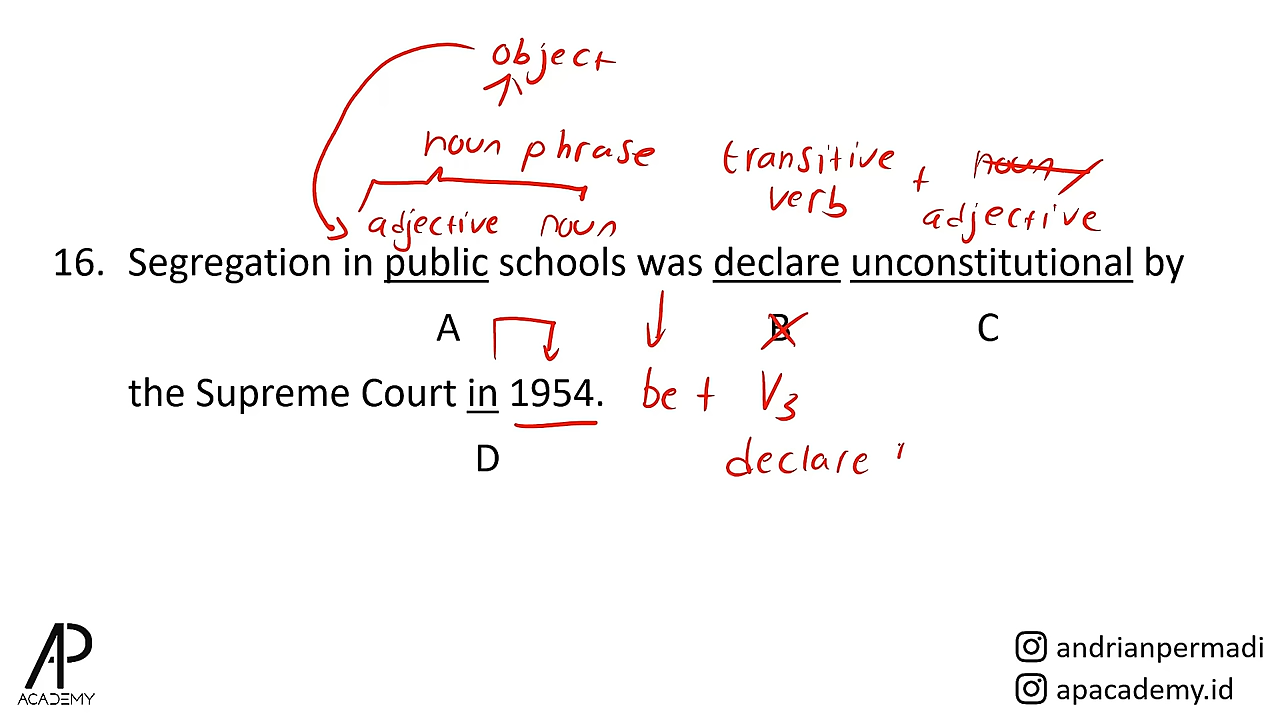 object
noun phrase
transitive verb + noun
adjective
adjective noun
16. Segregation in public schools was declare unconstitutional by
A B C
the Supreme Court in 1954. be + V3
D declare
AP
ACADEMY
andrianpermadi
apacademy.id